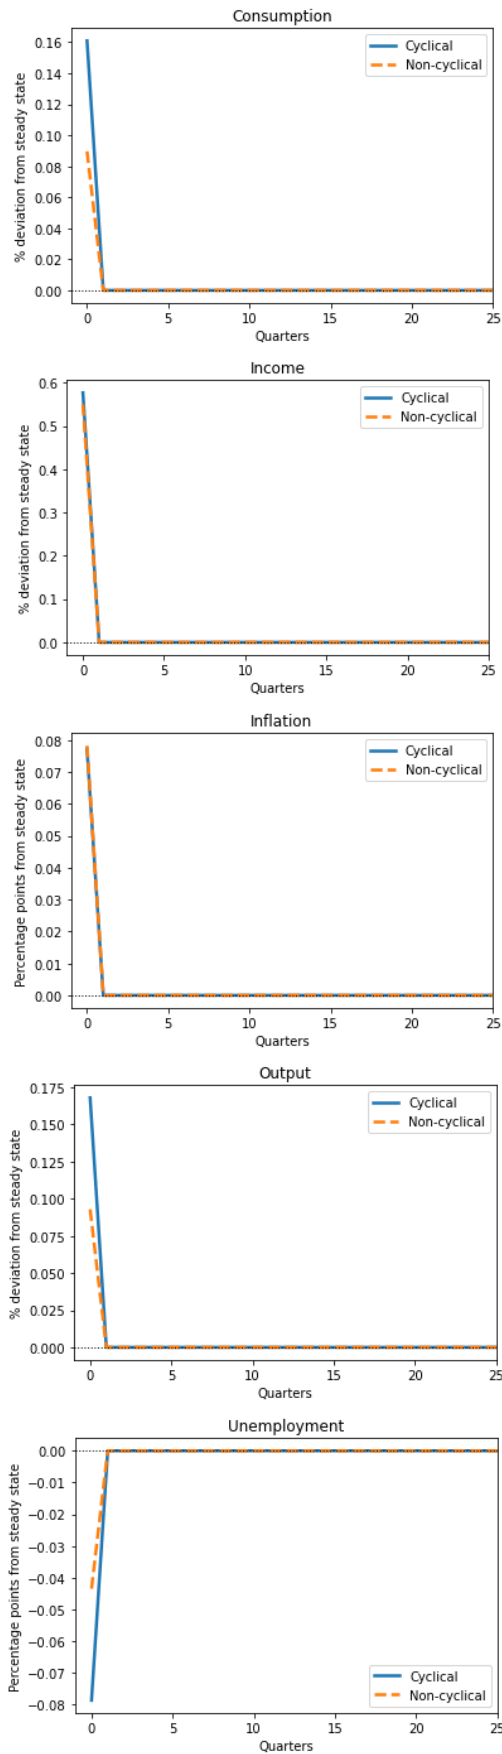 Consumption
% deviation from steady state
0.16
0.14
0.12
0.10
0.08
0.06
0.04
0.02
0.00
Cyclical
Non-cyclical
0 5 10 15 20 25
Quarters
Income
% deviation from steady state
0.6
0.5
0.4
0.3
0.2
0.1
0.0
Cyclical
Non-cyclical
0 5 10 15 20 25
Quarters
Inflation
Percentage points from steady state
0.08
0.07
0.06
0.05
0.04
0.03
0.02
0.01
0.00
Cyclical
Non-cyclical
0 5 10 15 20 25
Quarters
Output
% deviation from steady state
0.175
0.150
0.125
0.100
0.075
0.050
0.025
0.000
Cyclical
Non-cyclical
0 5 10 15 20 25
Quarters
Unemployment
Percentage points from steady state
0.00
−0.01
−0.02
−0.03
−0.04
−0.05
−0.06
−0.07
−0.08
Cyclical
Non-cyclical
0 5 10 15 20 25
Quarters